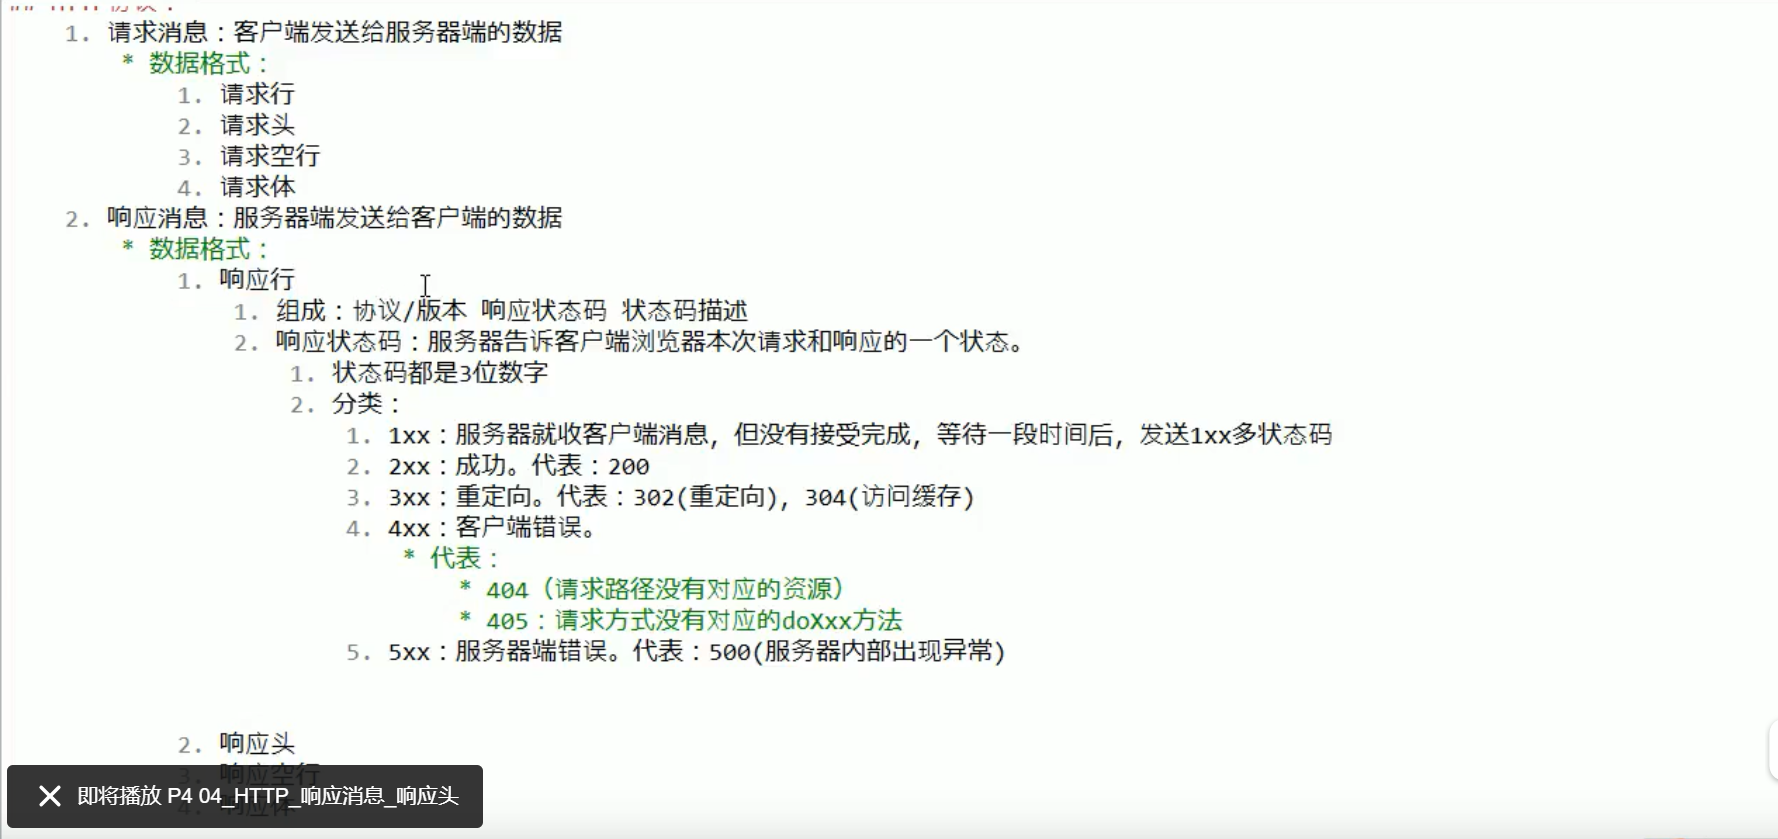 1. 请求消息：客户端发送给服务器端的数据
* 数据格式：
1. 请求行
2. 请求头
3. 请求空行
4. 请求体
2. 响应消息：服务器端发送给客户端的数据
* 数据格式：
1. 响应行
1. 组成：协议/版本 响应状态码 状态码描述
2. 响应状态码：服务器告诉客户端浏览器本次请求和响应的一个状态。
1. 状态码都是3位数字
2. 分类：
1. 1xx：服务器就收客户端消息，但没有接受完成，等待一段时间后，发送1xx多状态码
2. 2xx：成功。代表：200
3. 3xx：重定向。代表：302(重定向)，304(访问缓存)
4. 4xx：客户端错误。
* 代表：
* 404（请求路径没有对应的资源）
* 405：请求方式没有对应的doXxx方法
5. 5xx：服务器端错误。代表：500(服务器内部出现异常)
2. 响应头
3. 响应空行
4. 响应体
即将播放 P4 04_HTTP_响应消息_响应头